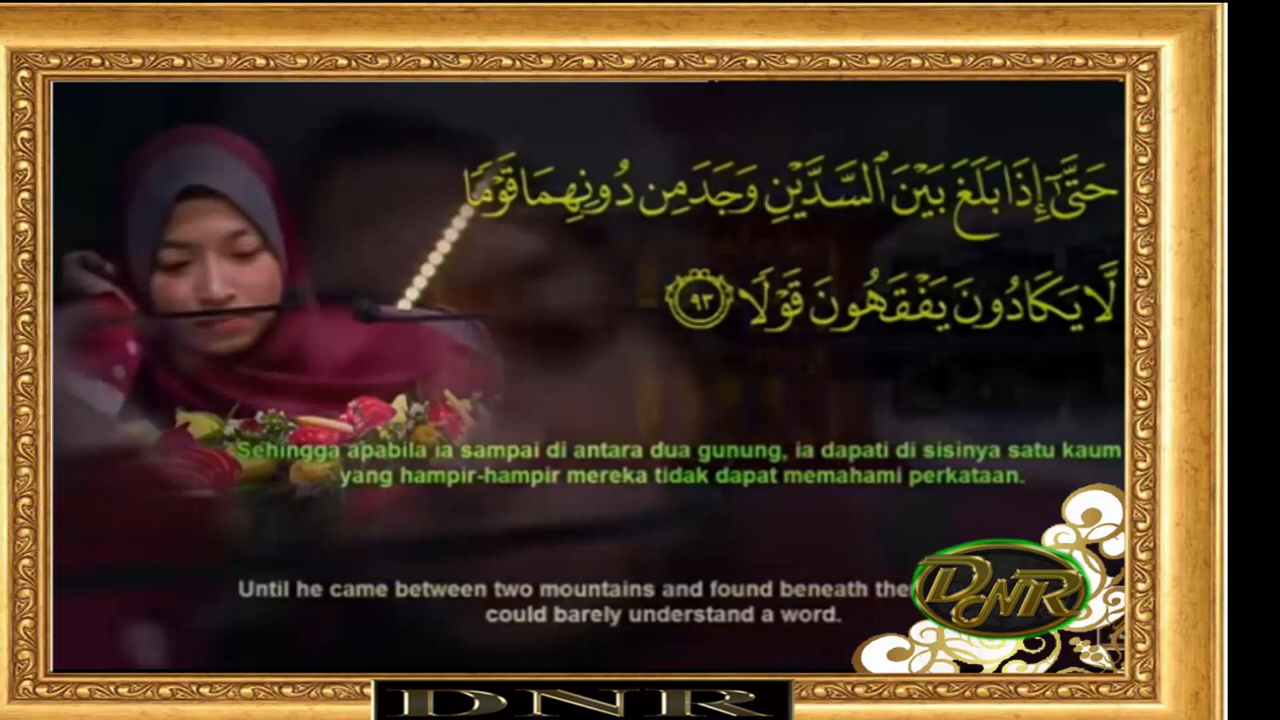 حَتَّىٰٓ إِذَا بَلَغَ بَيْنَ ٱلسَّدَّيْنِ وَجَدَ مِن دُونِهِمَا قَوْمًا
لَّا يَكَادُونَ يَفْقَهُونَ قَوْلًا ٩٣
Sehingga apabila ia sampai di antara dua gunung, ia dapati di sisinya satu kaum
yang hampir-hampir mereka tidak dapat memahami perkataan.
Until he came between two mountains and found beneath the
could barely understand a word.
DNR
DNR